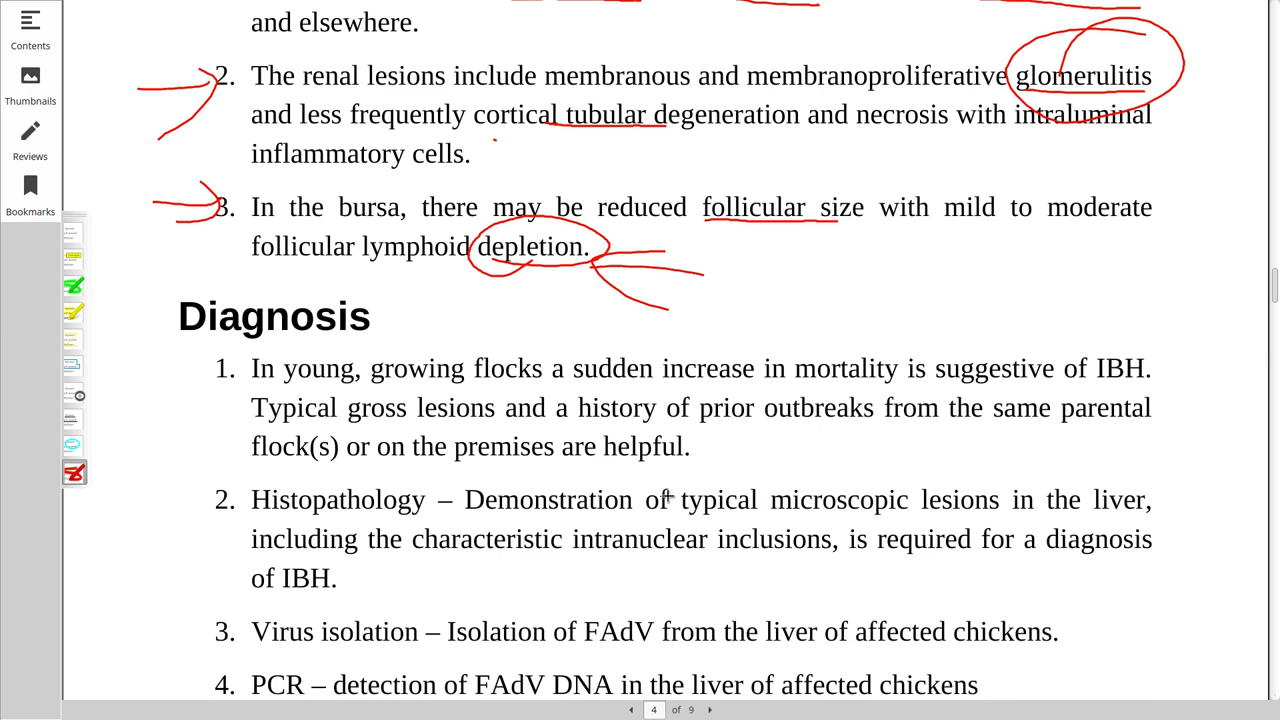 Contents
Thumbnails
Reviews
Bookmarks
and elsewhere.
2. The renal lesions include membranous and membranoproliferative glomerulitis
and less frequently cortical tubular degeneration and necrosis with intraluminal
inflammatory cells.
3. In the bursa, there may be reduced follicular size with mild to moderate
follicular lymphoid depletion.
Diagnosis
1. In young, growing flocks a sudden increase in mortality is suggestive of IBH.
Typical gross lesions and a history of prior outbreaks from the same parental
flock(s) or on the premises are helpful.
2. Histopathology – Demonstration of typical microscopic lesions in the liver,
including the characteristic intranuclear inclusions, is required for a diagnosis
of IBH.
3. Virus isolation – Isolation of FAdV from the liver of affected chickens.
4. PCR – detection of FAdV DNA in the liver of affected chickens
4 of 9